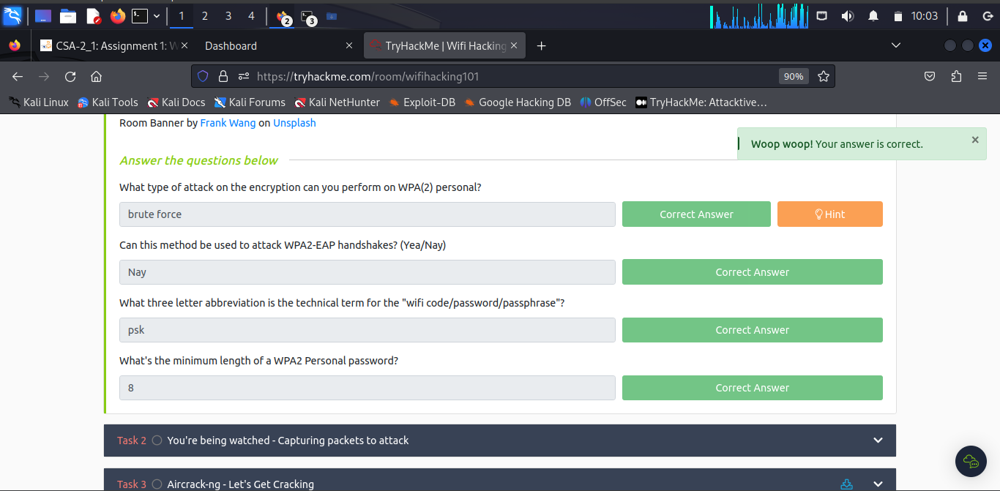 1 2 3 4 2 3 10:03
CSA-2_1: Assignment 1: W Dashboard TryHackMe | Wifi Hacking
https://tryhackme.com/room/wifihacking101 90%
Kali Linux Kali Tools Kali Docs Kali Forums Kali NetHunter Exploit-DB Google Hacking DB OffSec TryHackMe: Attacktive…
Room Banner by Frank Wang on Unsplash
Woop woop! Your answer is correct.
Answer the questions below
What type of attack on the encryption can you perform on WPA(2) personal?
brute force Correct Answer Hint
Can this method be used to attack WPA2-EAP handshakes? (Yea/Nay)
Nay Correct Answer
What three letter abbreviation is the technical term for the "wifi code/password/passphrase"?
psk Correct Answer
What's the minimum length of a WPA2 Personal password?
8 Correct Answer
Task 2 You're being watched - Capturing packets to attack
Task 3 Aircrack-ng - Let's Get Cracking